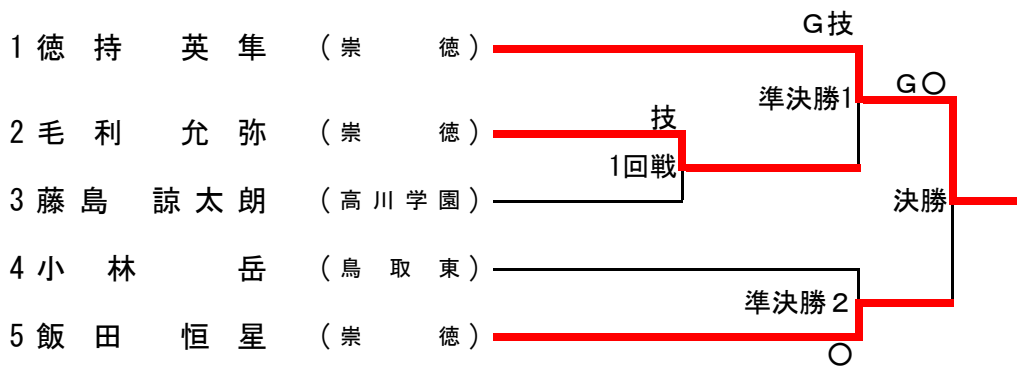 G技
1 徳持 英隼 (崇徳)
準決勝1
G〇
技
2 毛利 允弥 (崇徳)
1回戦
3 藤島 諒太朗 (高川学園)
決勝
4 小林 岳 (鳥取東)
準決勝２
5 飯田 恒星 (崇徳)
〇